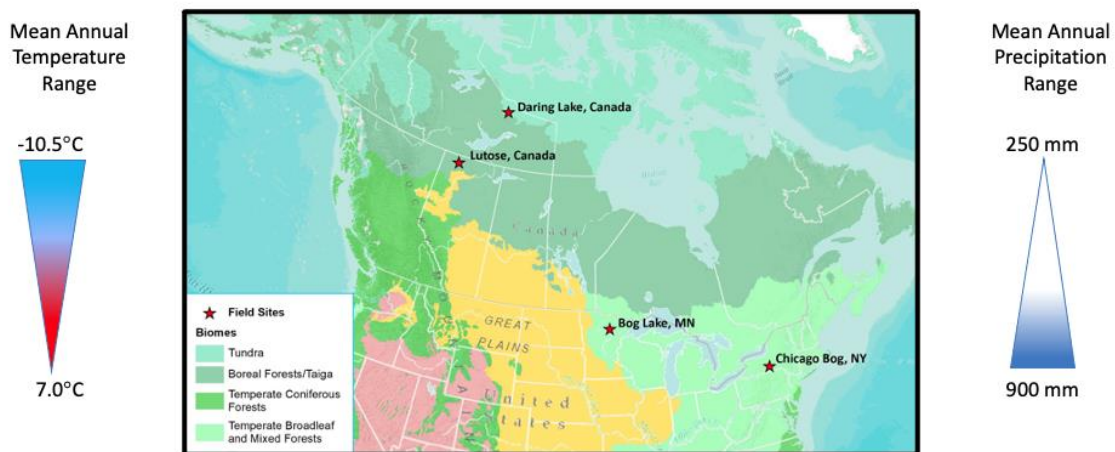 Mean Annual
Temperature
Range
-10.5°C
7.0°C
Daring Lake, Canada
Lutose, Canada
Canada
Bog Lake, MN
GREAT
PLAINS
Chicago Bog, NY
United
States
Field Sites
Biomes
Tundra
Boreal Forests/Taiga
Temperate Coniferous
Forests
Temperate Broadleaf
and Mixed Forests
Mean Annual
Precipitation
Range
250 mm
900 mm